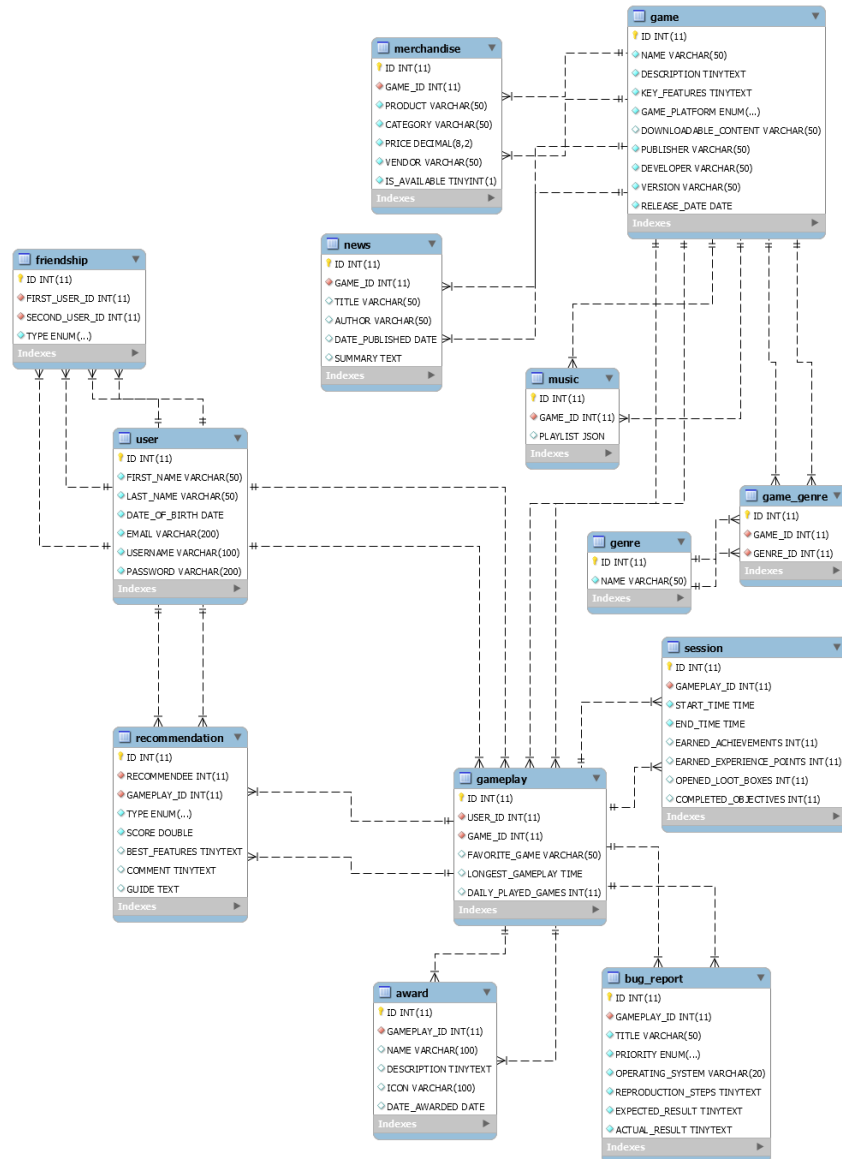 game
ID INT(11)
NAME VARCHAR(50)
DESCRIPTION TINYTEXT
KEY_FEATURES TINYTEXT
GAME_PLATFORM ENUM(...)
DOWNLOADABLE_CONTENT VARCHAR(50)
PUBLISHER VARCHAR(50)
DEVELOPER VARCHAR(50)
VERSION VARCHAR(50)
RELEASE_DATE DATE
Indexes
merchandise
ID INT(11)
GAME_ID INT(11)
PRODUCT VARCHAR(50)
CATEGORY VARCHAR(50)
PRICE DECIMAL(8,2)
VENDOR VARCHAR(50)
IS_AVAILABLE TINYINT(1)
Indexes
news
ID INT(11)
GAME_ID INT(11)
TITLE VARCHAR(50)
AUTHOR VARCHAR(50)
DATE_PUBLISHED DATE
SUMMARY TEXT
Indexes
friendship
ID INT(11)
FIRST_USER_ID INT(11)
SECOND_USER_ID INT(11)
TYPE ENUM(...)
Indexes
music
ID INT(11)
GAME_ID INT(11)
PLAYLIST JSON
Indexes
user
ID INT(11)
FIRST_NAME VARCHAR(50)
LAST_NAME VARCHAR(50)
DATE_OF_BIRTH DATE
EMAIL VARCHAR(200)
USERNAME VARCHAR(100)
PASSWORD VARCHAR(200)
Indexes
game_genre
ID INT(11)
GAME_ID INT(11)
GENRE_ID INT(11)
Indexes
genre
ID INT(11)
NAME VARCHAR(50)
Indexes
session
ID INT(11)
GAMEPLAY_ID INT(11)
START_TIME TIME
END_TIME TIME
EARNED_ACHIEVEMENTS INT(11)
EARNED_EXPERIENCE_POINTS INT(11)
OPENED_LOOT_BOXES INT(11)
COMPLETED_OBJECTIVES INT(11)
Indexes
recommendation
ID INT(11)
RECOMMENDEE INT(11)
GAMEPLAY_ID INT(11)
TYPE ENUM(...)
SCORE DOUBLE
BEST_FEATURES TINYTEXT
COMMENT TINYTEXT
GUIDE TEXT
Indexes
gameplay
ID INT(11)
USER_ID INT(11)
GAME_ID INT(11)
FAVORITE_GAME VARCHAR(50)
LONGEST_GAMEPLAY TIME
DAILY_PLAYED_GAMES INT(11)
Indexes
award
ID INT(11)
GAMEPLAY_ID INT(11)
NAME VARCHAR(100)
DESCRIPTION TINYTEXT
ICON VARCHAR(100)
DATE_AWARDED DATE
Indexes
bug_report
ID INT(11)
GAMEPLAY_ID INT(11)
TITLE VARCHAR(50)
PRIORITY ENUM(...)
OPERATING_SYSTEM VARCHAR(20)
REPRODUCTION_STEPS TINYTEXT
EXPECTED_RESULT TINYTEXT
ACTUAL_RESULT TINYTEXT
Indexes